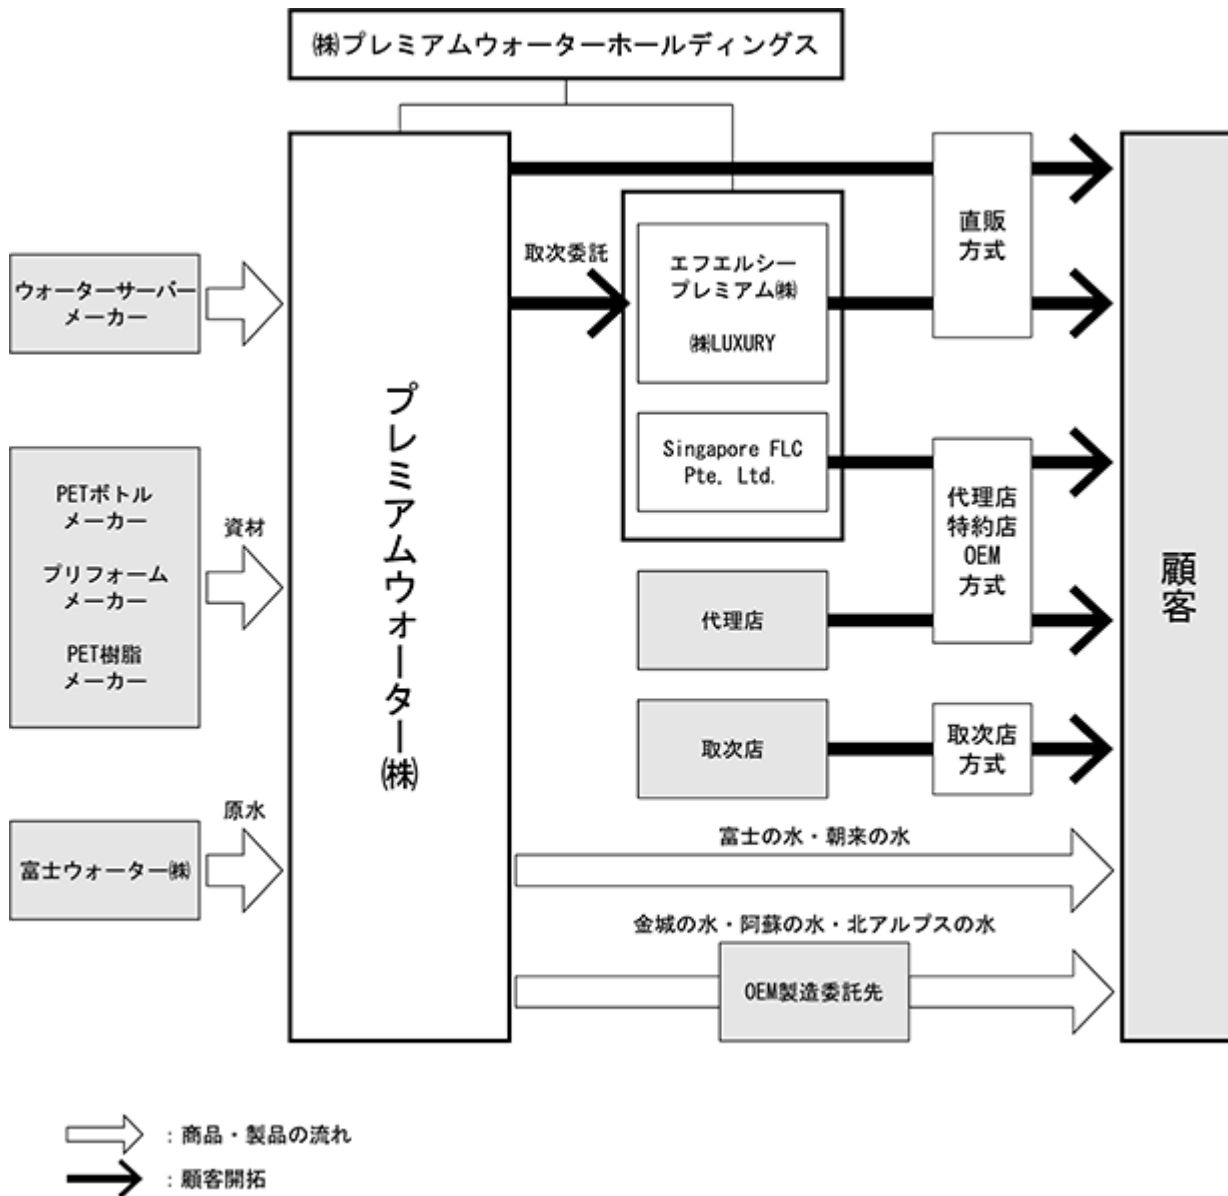 ㈱プレミアムウォーターホールディングス
ウォーターサーバー
メーカー
PETボトル
メーカー
プリフォーム
メーカー
PET樹脂
メーカー
資材
原水
富士ウォーター㈱
プレミアムウォーター㈱
取次委託
エフエルシー
プレミアム㈱
㈱LUXURY
Singapore FLC
Pte. Ltd.
代理店
取次店
直販
方式
代理店
特約店
OEM
方式
取次店
方式
富士の水・朝来の水
金城の水・阿蘇の水・北アルプスの水
OEM製造委託先
顧客
：商品・製品の流れ
：顧客開拓